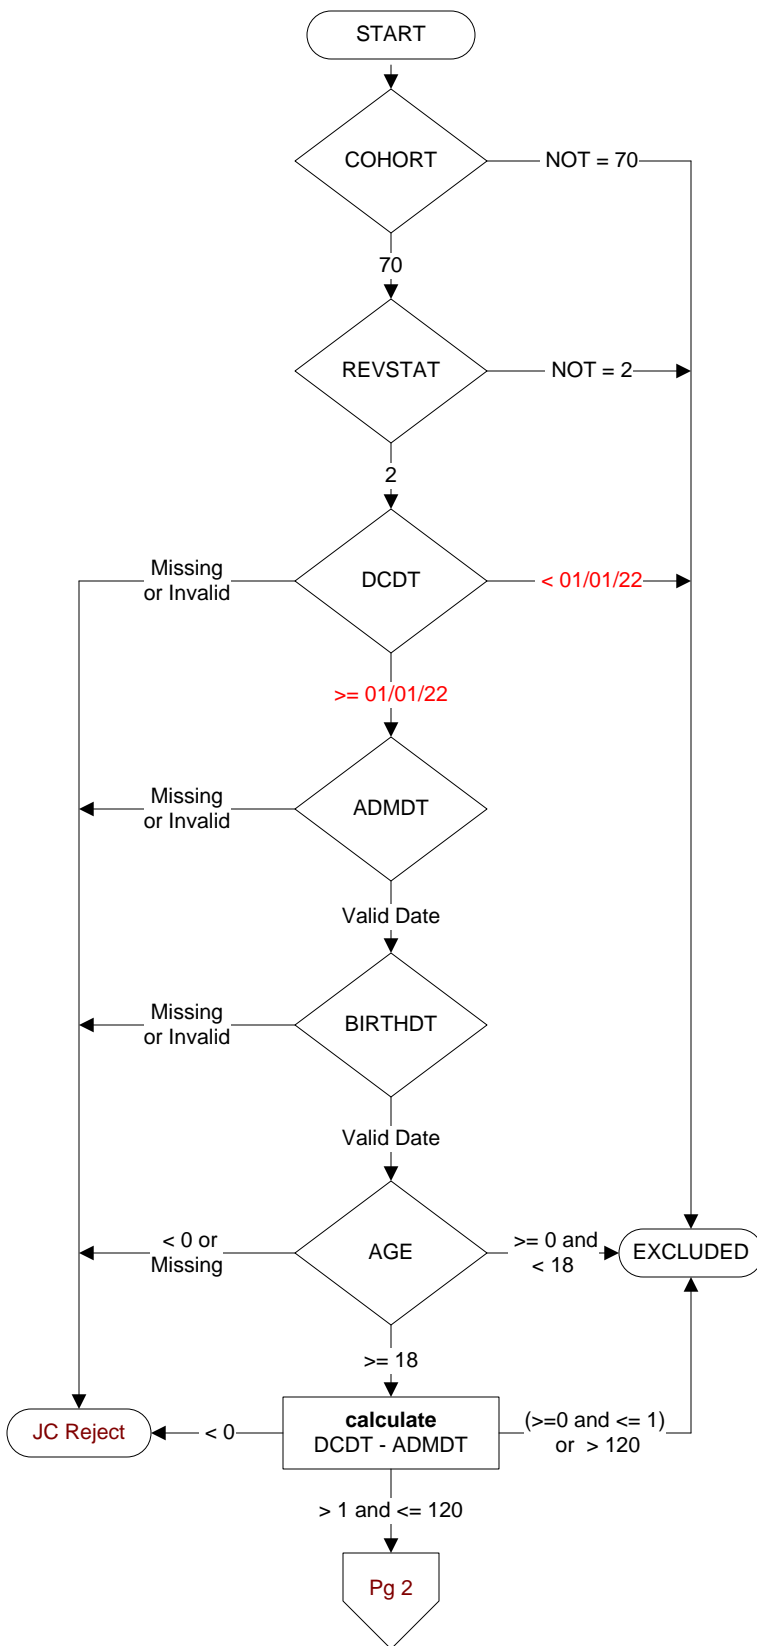 START
COHORT
NOT = 70
70
REVSTAT
NOT = 2
2
Missing
or Invalid
DCDT
< 01/01/22
>= 01/01/22
Missing
or Invalid
ADMDT
Valid Date
Missing
or Invalid
BIRTHDT
Valid Date
< 0 or
Missing
AGE
>= 0 and
< 18
EXCLUDED
>= 18
JC Reject
< 0
calculate
DCDT - ADMDT
(>=0 and <= 1)
or > 120
> 1 and <= 120
Pg 2